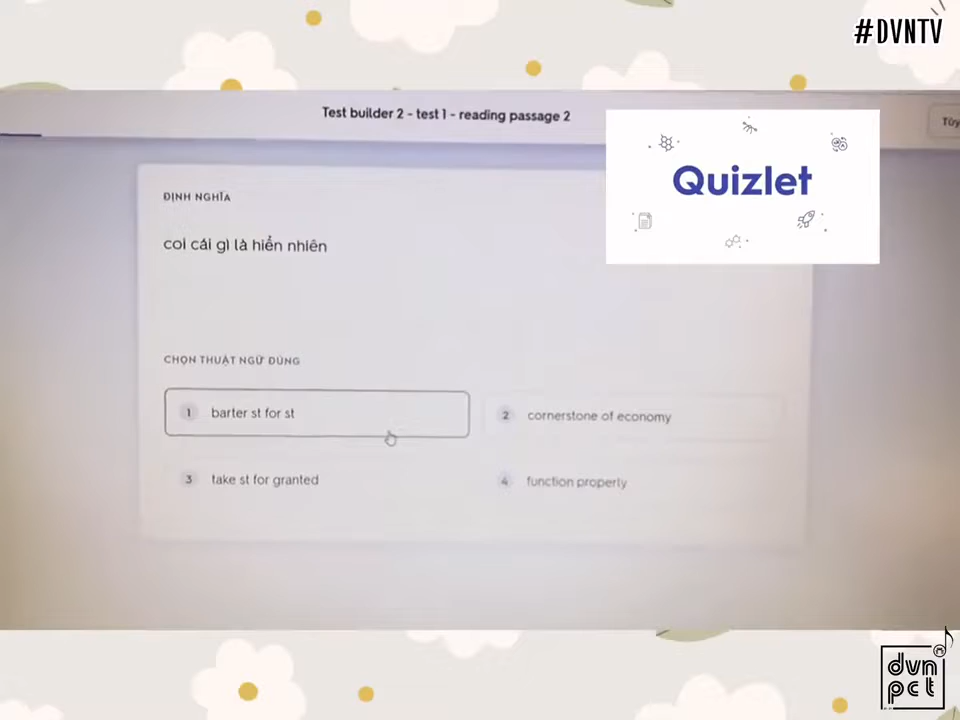 #DVNTV
Test builder 2 - test 1 - reading passage 2
Tùy
Quizlet
ĐỊNH NGHĨA
coi cái gì là hiển nhiên
CHỌN THUẬT NGỮ ĐÚNG
1 barter st for st
2 cornerstone of economy
3 take st for granted
4 function properly
dvn
pct